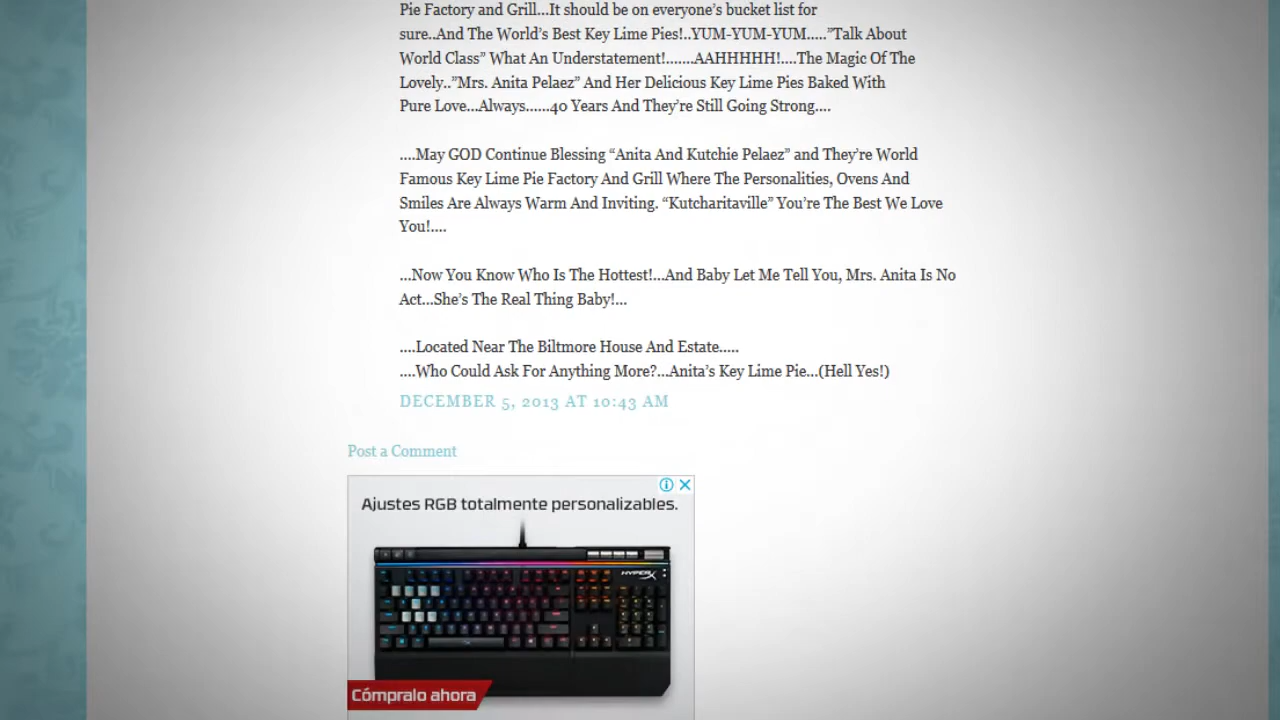 Pie Factory and Grill...It should be on everyone's bucket list for
sure..And The World's Best Key Lime Pies!..YUM-YUM-YUM.....”Talk About
World Class” What An Understatement!.......AAHHHHH!....The Magic Of The
Lovely..”Mrs. Anita Pelaez” And Her Delicious Key Lime Pies Baked With
Pure Love...Always......40 Years And They're Still Going Strong....
....May GOD Continue Blessing “Anita And Kutchie Pelaez” and They're World
Famous Key Lime Pie Factory And Grill Where The Personalities, Ovens And
Smiles Are Always Warm And Inviting. “Kutcharitaville” You're The Best We Love
You!....
...Now You Know Who Is The Hottest!...And Baby Let Me Tell You, Mrs. Anita Is No
Act...She's The Real Thing Baby!...
....Located Near The Biltmore House And Estate.....
....Who Could Ask For Anything More?...Anita's Key Lime Pie...(Hell Yes!)
DECEMBER 5, 2013 AT 10:43 AM
Post a Comment
Ajustes RGB totalmente personalizables.
HYPERX
Cómpralo ahora